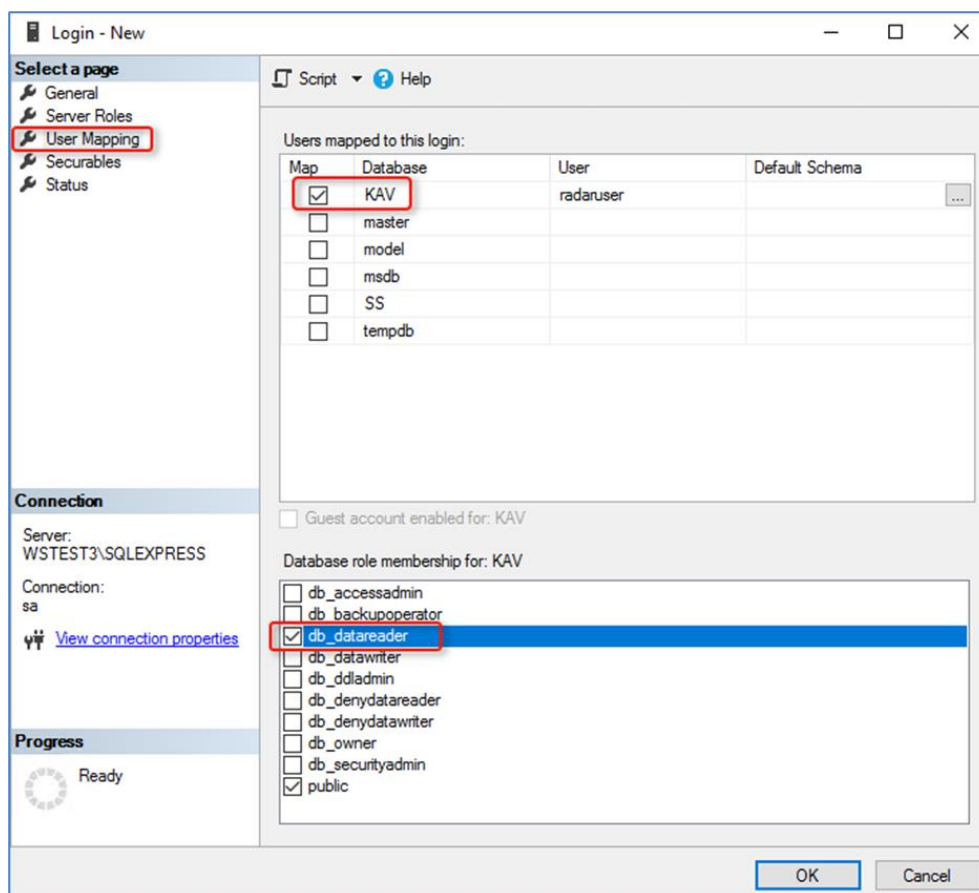 Login - New
Select a page
General
Server Roles
User Mapping
Securables
Status
Script
Help
Users mapped to this login:
Map Database User Default Schema
KAV radaruser ...
master
model
msdb
SS
tempdb
Guest account enabled for: KAV
Database role membership for: KAV
db_accessadmin
db_backupoperator
db_datareader
db_datawriter
db_ddladmin
db_denydatareader
db_denydatawriter
db_owner
db_securityadmin
public
Connection
Server:
WSTEST3\SQLEXPRESS
Connection:
sa
View connection properties
Progress
Ready
OK Cancel